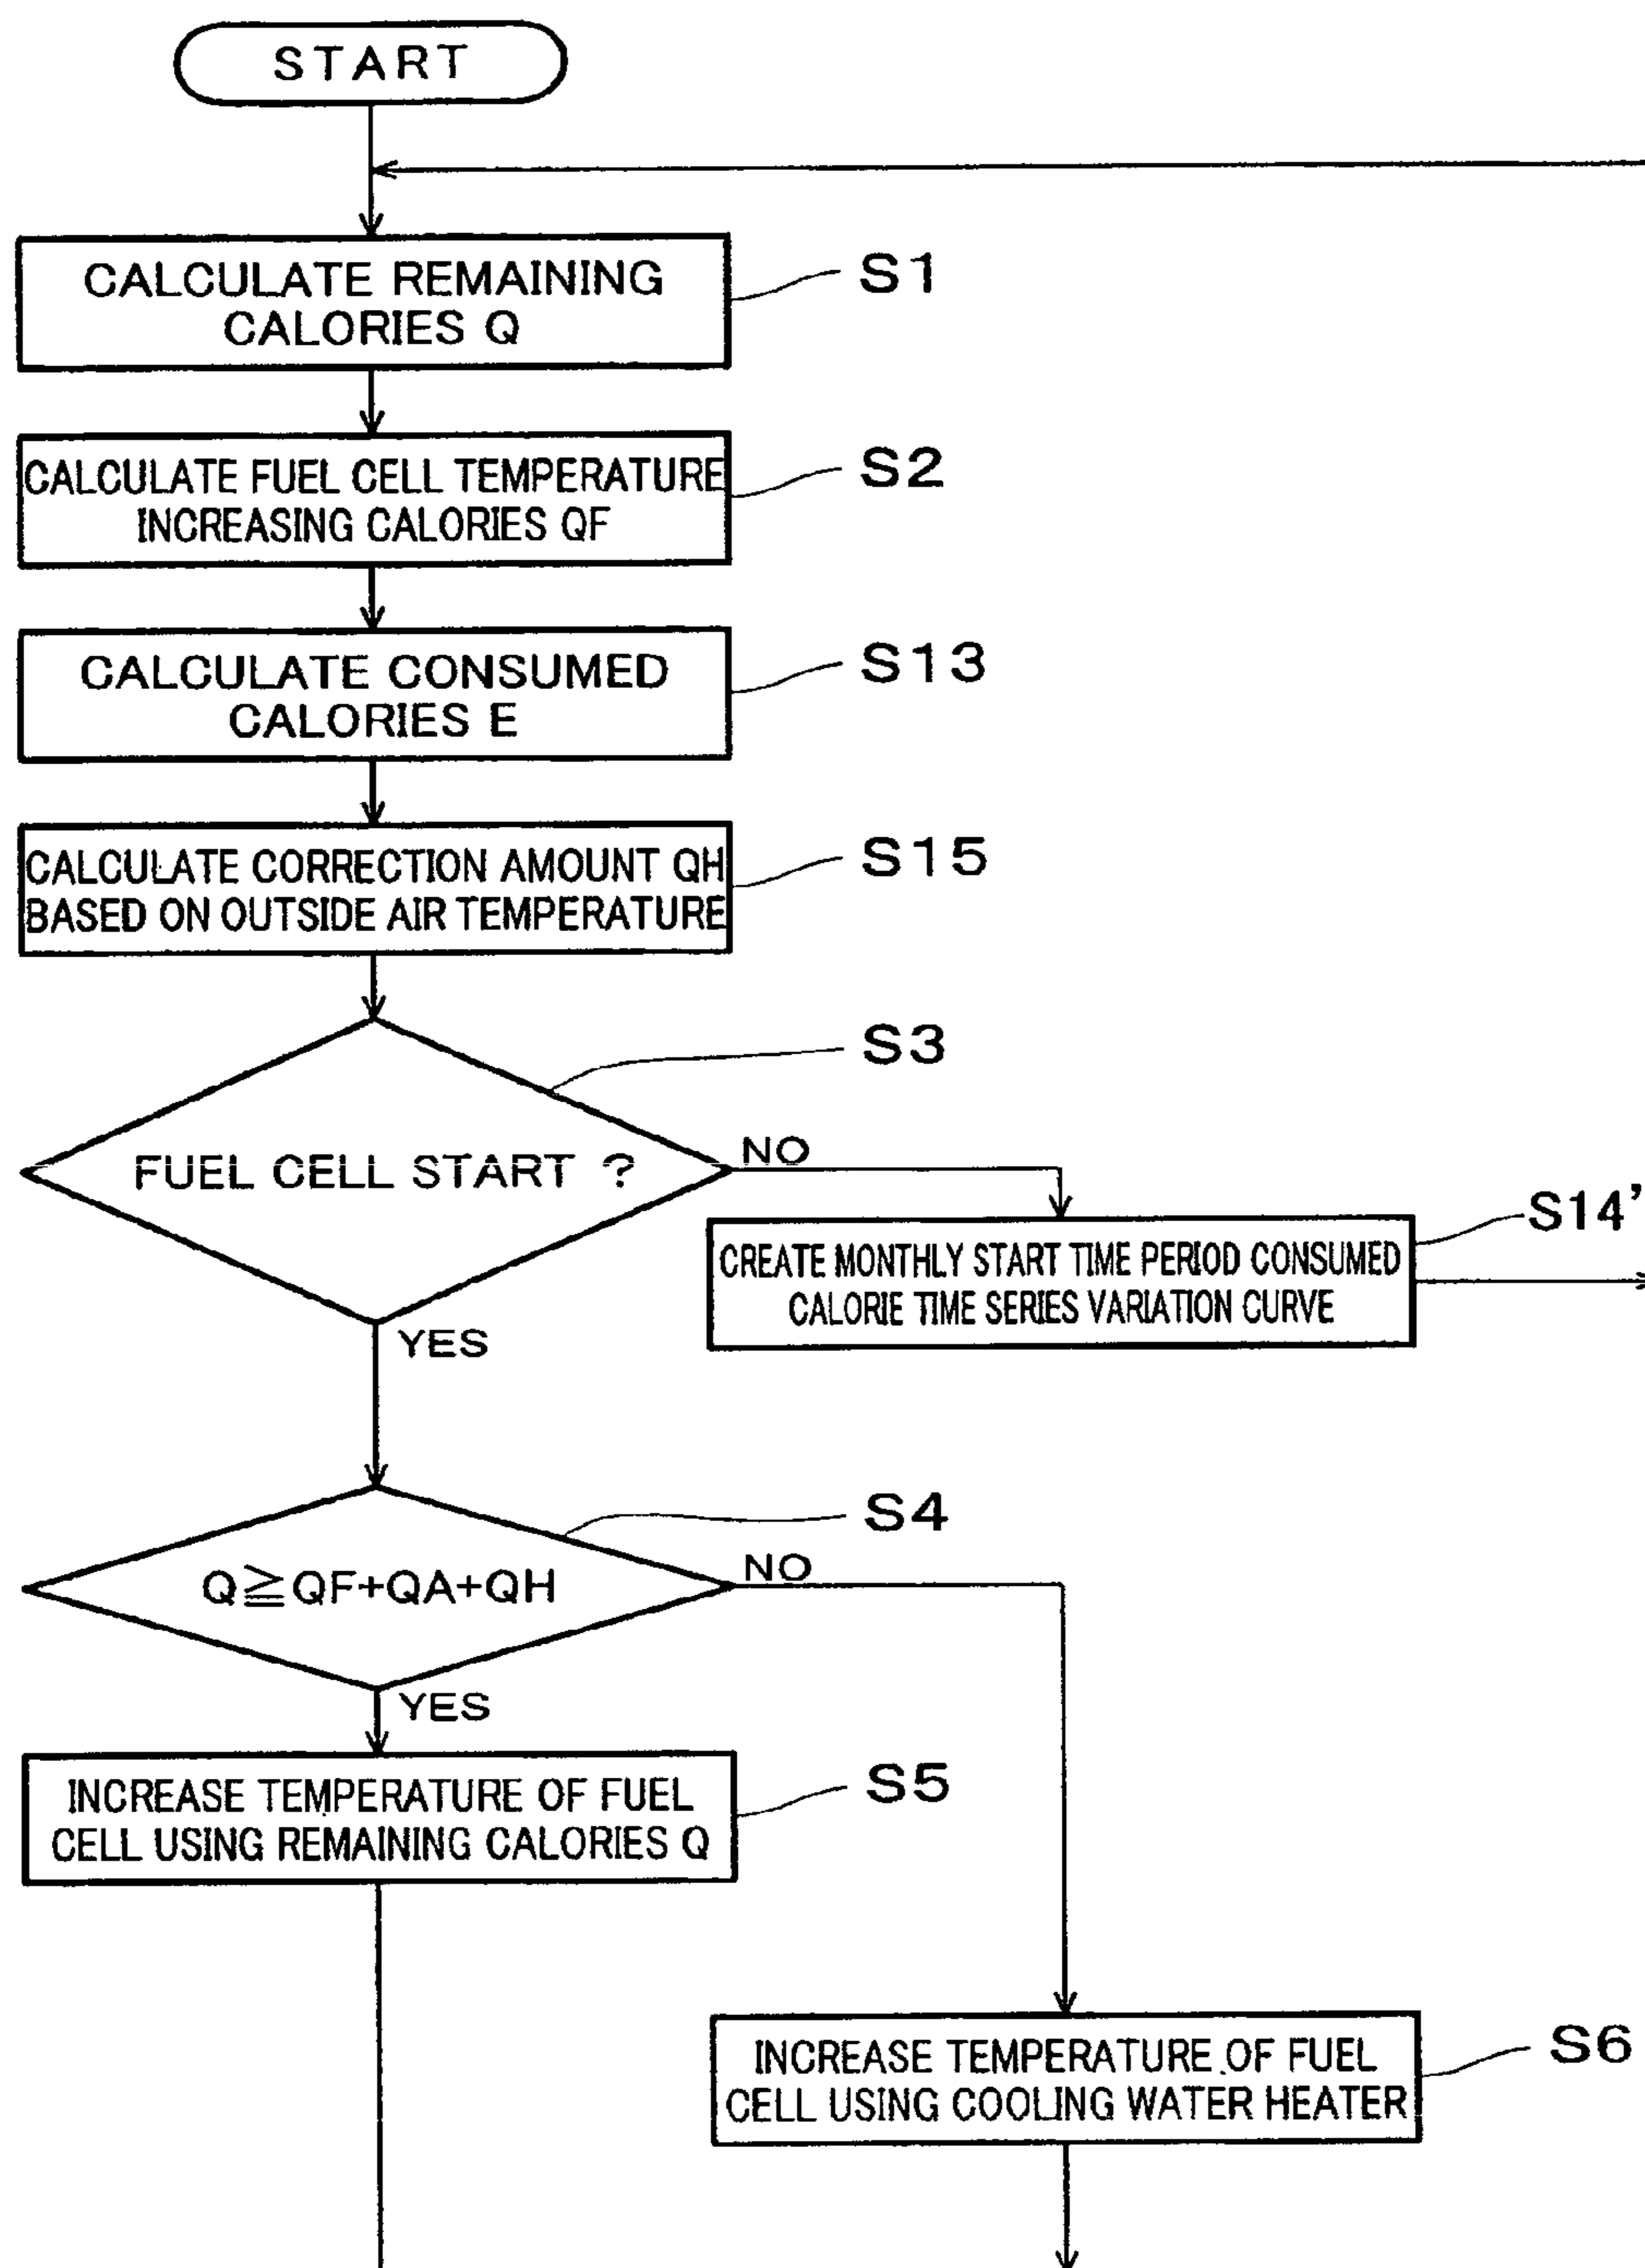 START
CALCULATE REMAINING
CALORIES Q
S1
CALCULATE FUEL CELL TEMPERATURE
INCREASING CALORIES QF
S2
CALCULATE CONSUMED
CALORIES E
S13
CALCULATE CORRECTION AMOUNT QH
BASED ON OUTSIDE AIR TEMPERATURE
S15
S3
FUEL CELL START ?
NO
YES
S14'
CREATE MONTHLY START TIME PERIOD CONSUMED
CALORIE TIME SERIES VARIATION CURVE
S4
Q≧QF+QA+QH
NO
YES
INCREASE TEMPERATURE OF FUEL
CELL USING REMAINING CALORIES Q
S5
INCREASE TEMPERATURE OF FUEL
CELL USING COOLING WATER HEATER
S6